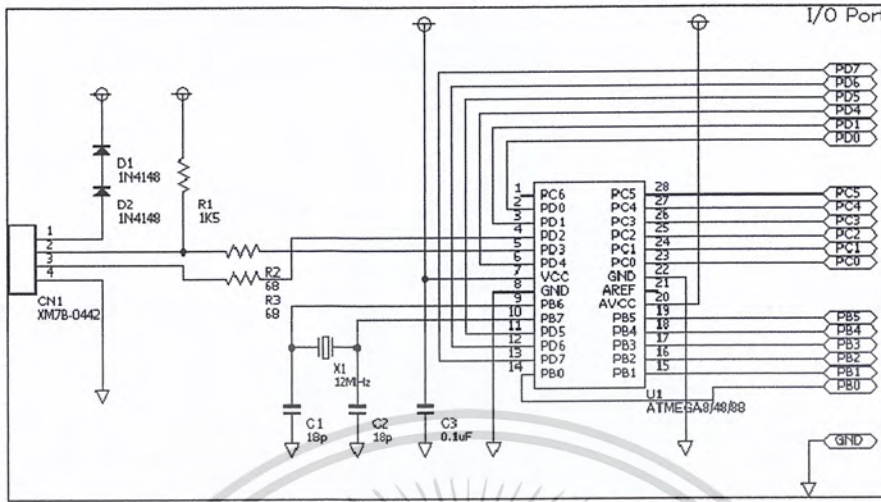 I/O Port
PD7
PD6
PD5
PD4
PD1
PD0
D1
1N4148
D2
1N4148
R1
1K5
1
2
3
4
CN1
XM7B-0442
R2
68
R3
68
X1
12MHz
C1
18p
C2
18p
C3
0.1uF
1 PC6 PC5 28
2 PD0 PC4 27
3 PD1 PC3 26
4 PD2 PC2 25
5 PD3 PC1 24
6 PD4 PC0 23
7 VCC GND 22
8 GND AREF 21
9 PB6 AVCC 20
10 PB7 PB5 19
11 PD5 PB4 18
12 PD6 PB3 17
13 PD7 PB2 16
14 PB0 PB1 15
U1
ATMEGA8/48/88
PC5
PC4
PC3
PC2
PC1
PC0
PB5
PB4
PB3
PB2
PB1
PB0
GND